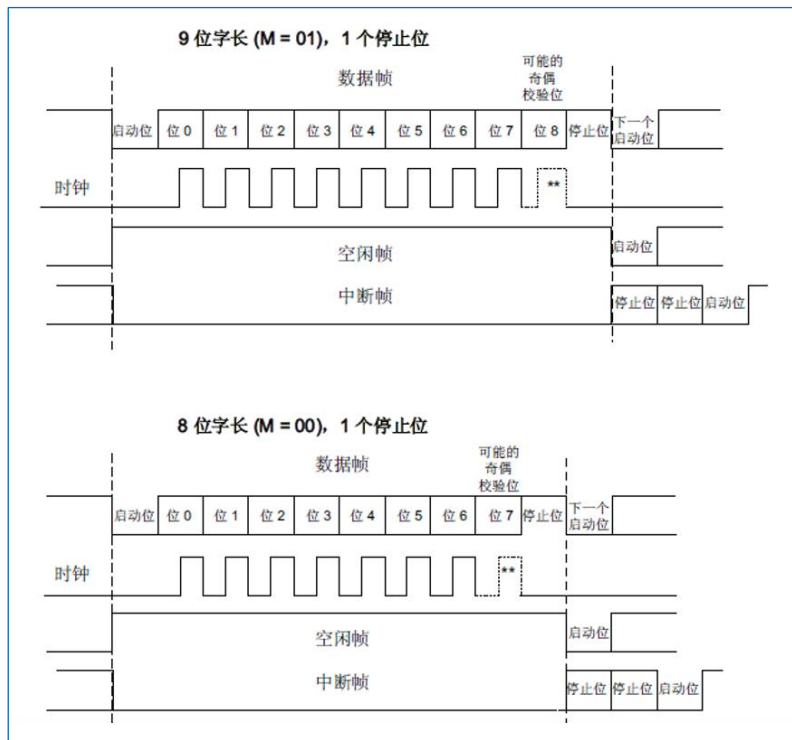 9 位字长 (M = 01)，1 个停止位
数据帧
可能的
奇偶
校验位
启动位 位 0 位 1 位 2 位 3 位 4 位 5 位 6 位 7 位 8 停止位 下一个
启动位
时钟
**
空闲帧
启动位
中断帧
停止位 停止位 启动位
8 位字长 (M = 00)，1 个停止位
数据帧
可能的
奇偶
校验位
启动位 位 0 位 1 位 2 位 3 位 4 位 5 位 6 位 7 停止位 下一个
启动位
时钟
**
空闲帧
启动位
中断帧
停止位 停止位 启动位